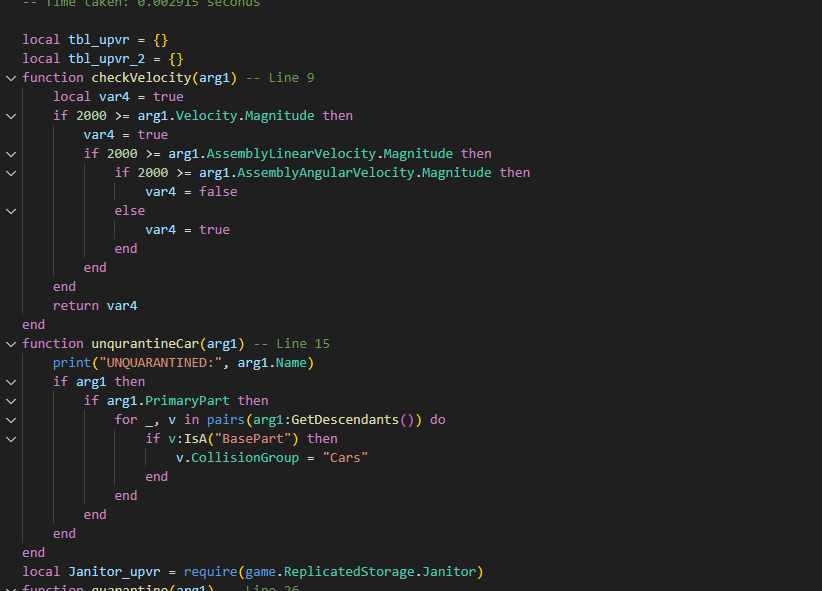 -- Time taken: 0.002915 seconds
local tbl_upvr = {}
local tbl_upvr_2 = {}
function checkVelocity(arg1) -- Line 9
local var4 = true
if 2000 >= arg1.Velocity.Magnitude then
var4 = true
if 2000 >= arg1.AssemblyLinearVelocity.Magnitude then
if 2000 >= arg1.AssemblyAngularVelocity.Magnitude then
var4 = false
else
var4 = true
end
end
end
return var4
end
function unqurantineCar(arg1) -- Line 15
print("UNQUARANTINED:", arg1.Name)
if arg1 then
if arg1.PrimaryPart then
for _, v in pairs(arg1:GetDescendants()) do
if v:IsA("BasePart") then
v.CollisionGroup = "Cars"
end
end
end
end
end
local Janitor_upvr = require(game.ReplicatedStorage.Janitor)
function quarantine(arg1) -- Line 26